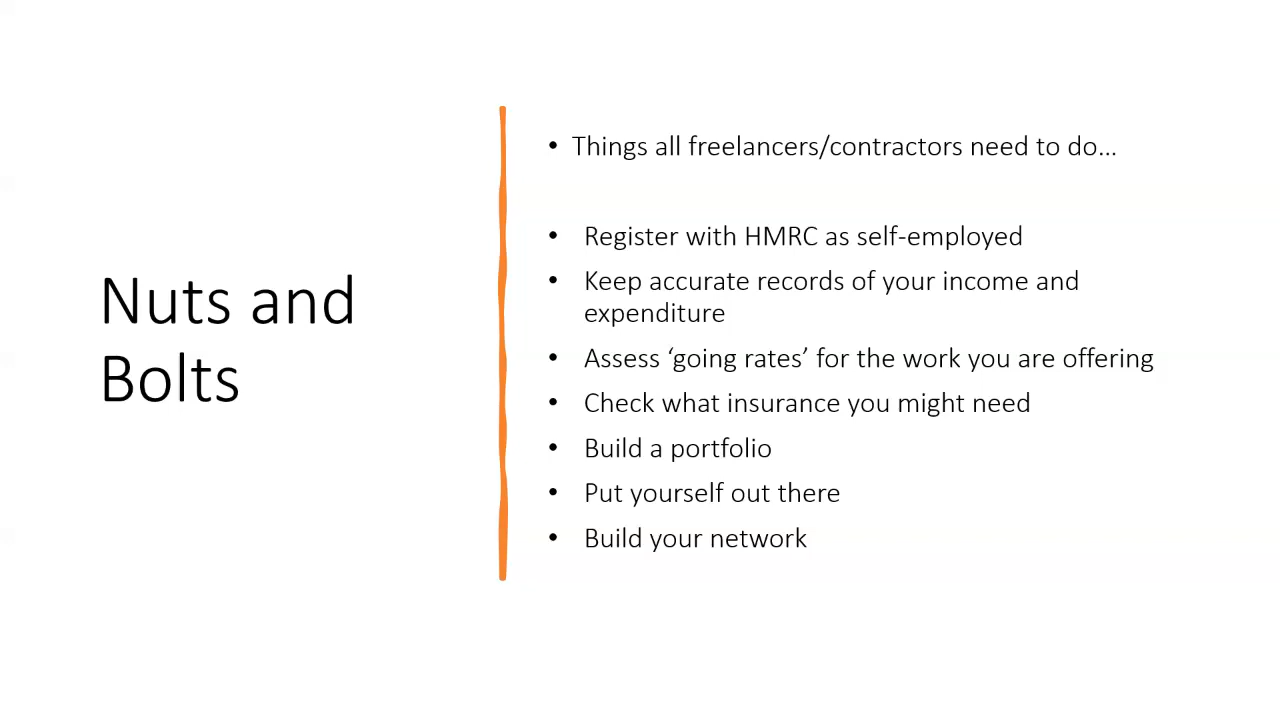 Nuts and
Bolts
• Things all freelancers/contractors need to do...
• Register with HMRC as self-employed
• Keep accurate records of your income and
expenditure
• Assess ‘going rates’ for the work you are offering
• Check what insurance you might need
• Build a portfolio
• Put yourself out there
• Build your network